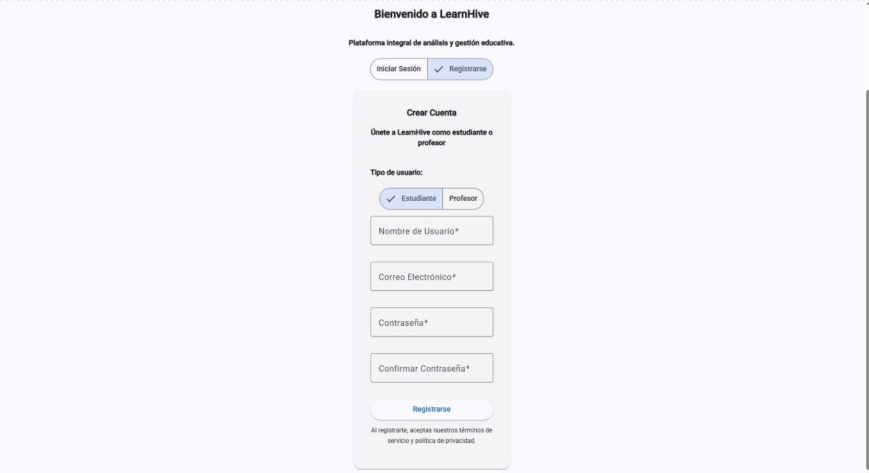 Bienvenido a LearnHive
Plataforma integral de análisis y gestión educativa.
Iniciar Sesión
Registrarse
Crear Cuenta
Únete a LearnHive como estudiante o
profesor
Tipo de usuario:
Estudiante
Profesor
Nombre de Usuario*
Correo Electrónico*
Contraseña*
Confirmar Contraseña*
Registrarse
Al registrarte, aceptas nuestros términos de
servicio y política de privacidad.